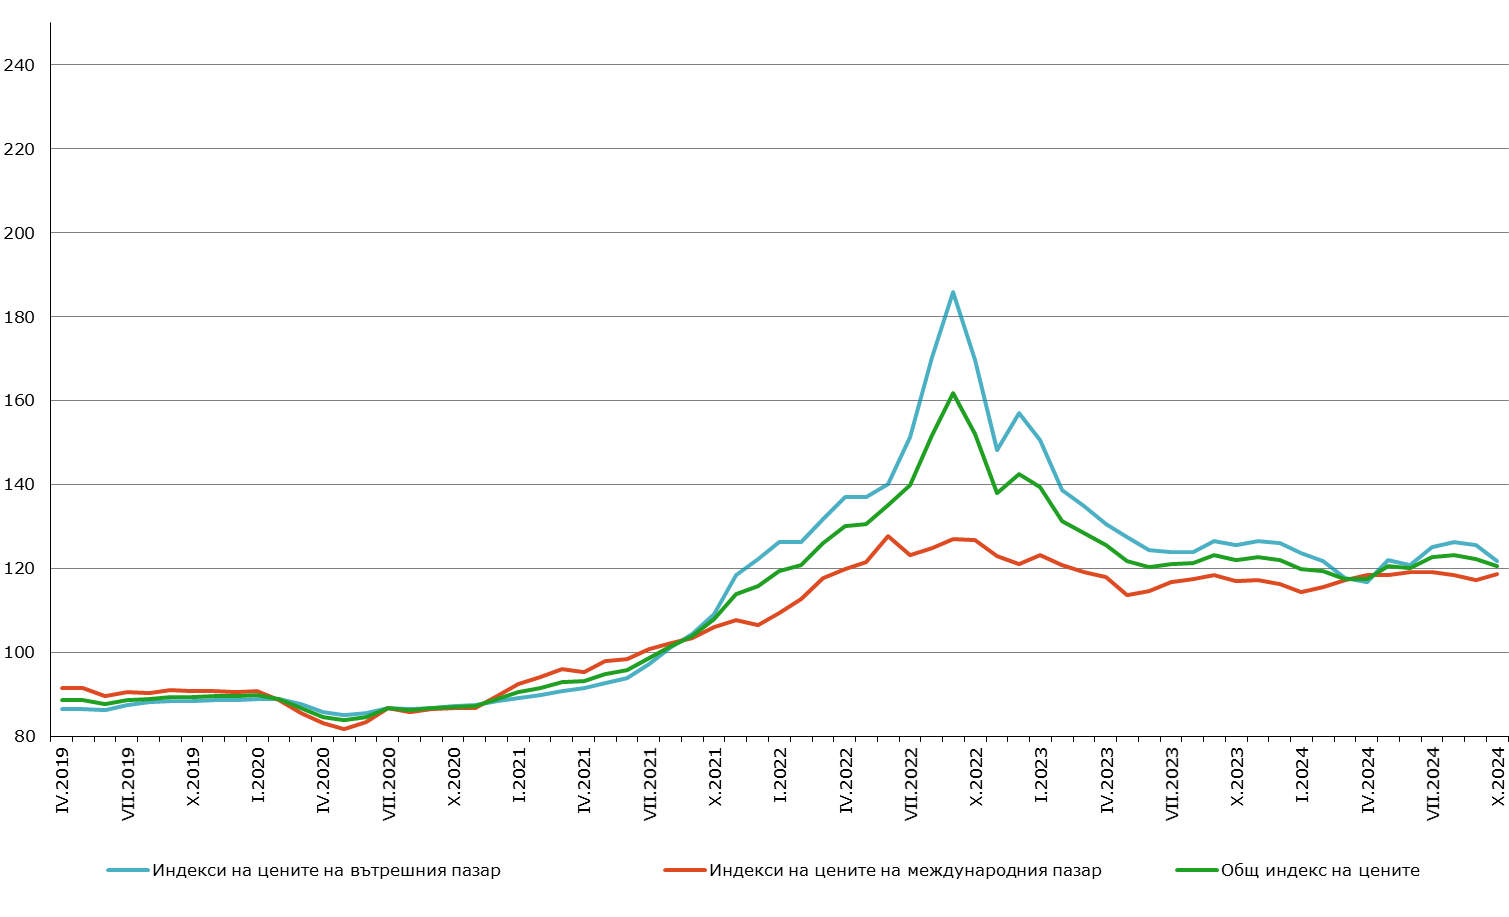 240
220
200
180
160
140
120
100
80
IV.2019
VII.2019
X.2019
I.2020
IV.2020
VII.2020
X.2020
I.2021
IV.2021
VII.2021
X.2021
I.2022
IV.2022
VII.2022
X.2022
I.2023
IV.2023
VII.2023
X.2023
I.2024
IV.2024
VII.2024
X.2024
Индекси на цените на вътрешния пазар
Индекси на цените на международния пазар
Общ индекс на цените